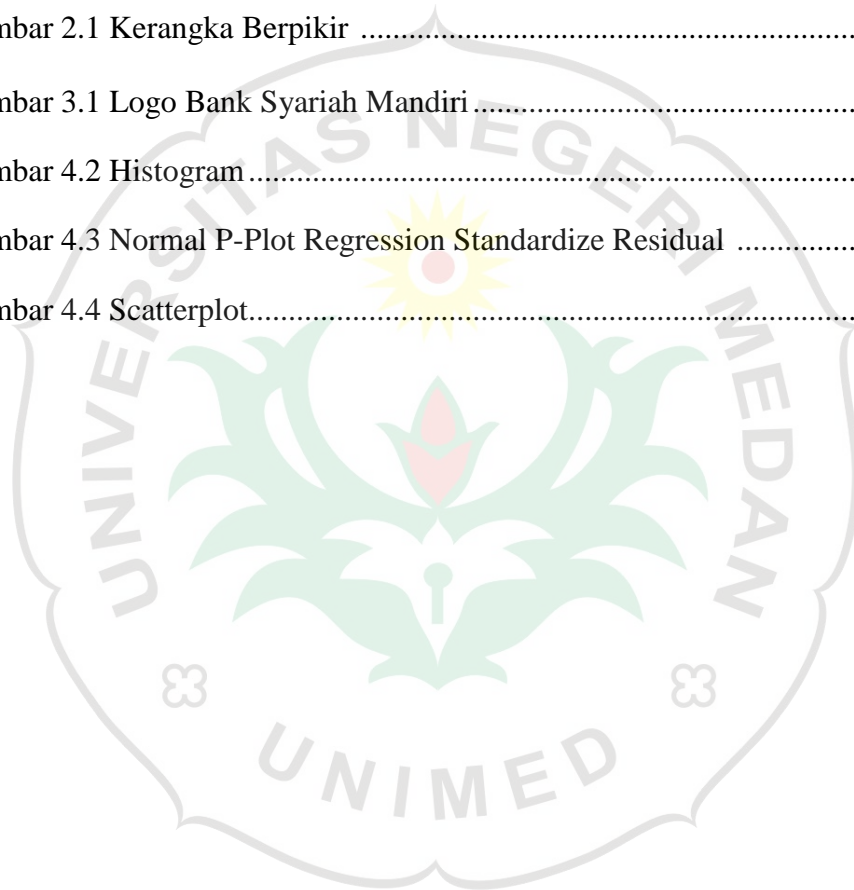 mbar 2.1 Kerangka Berpikir ........................................................
mbar 3.1 Logo Bank Syariah Mandiri ...........................................
mbar 4.2 Histogram .....................................................................
mbar 4.3 Normal P-Plot Regression Standardize Residual ...............
mbar 4.4 Scatterplot.....................................................................
UNIVERSITAS NEGERI MEDAN
UNIMED